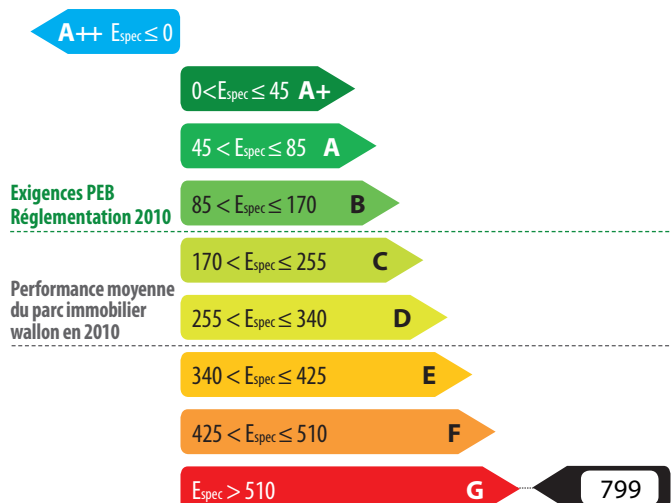 A++ Espec ≤ 0
0<Espec ≤ 45 A+
45 < Espec ≤ 85 A
Exigences PEB
Réglementation 2010
85 < Espec ≤ 170 B
170 < Espec ≤ 255 C
Performance moyenne
du parc immobilier
wallon en 2010
255 < Espec ≤ 340 D
340 < Espec ≤ 425 E
425 < Espec ≤ 510 F
Espec > 510 G 799